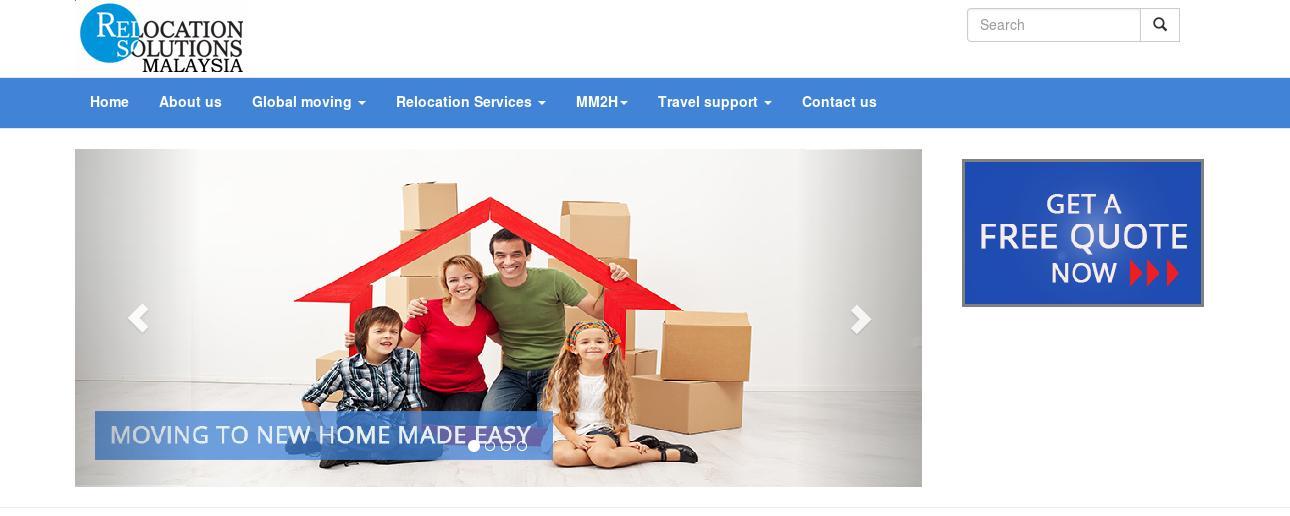 RELOCATION
SOLUTIONS
MALAYSIA
Search
Home About us Global moving Relocation Services MM2H Travel support Contact us
GET A
FREE QUOTE
NOW
MOVING TO NEW HOME MADE EASY